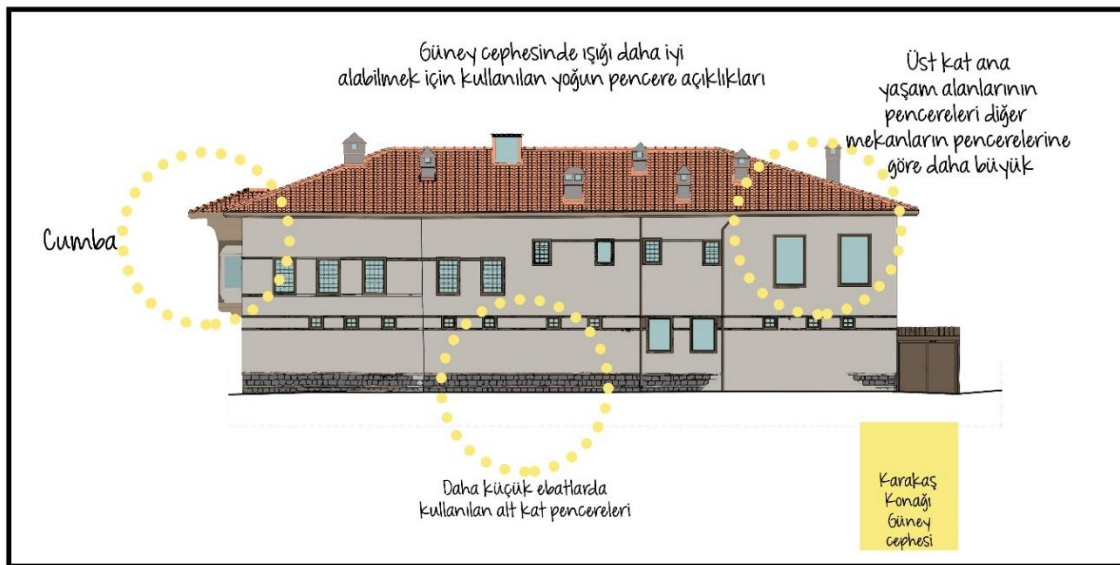 Güney cephesinde ışığı daha iyi
alabilmek için kullanılan yoğun pencere açıklıkları
Üst kat ana
yaşam alanlarının
pencereleri diğer
mekanların pencerelerine
göre daha büyük
Cumba
Daha küçük ebatlarda
kullanılan alt kat pencereleri
Karakaş
Konağı
Güney
cephesi